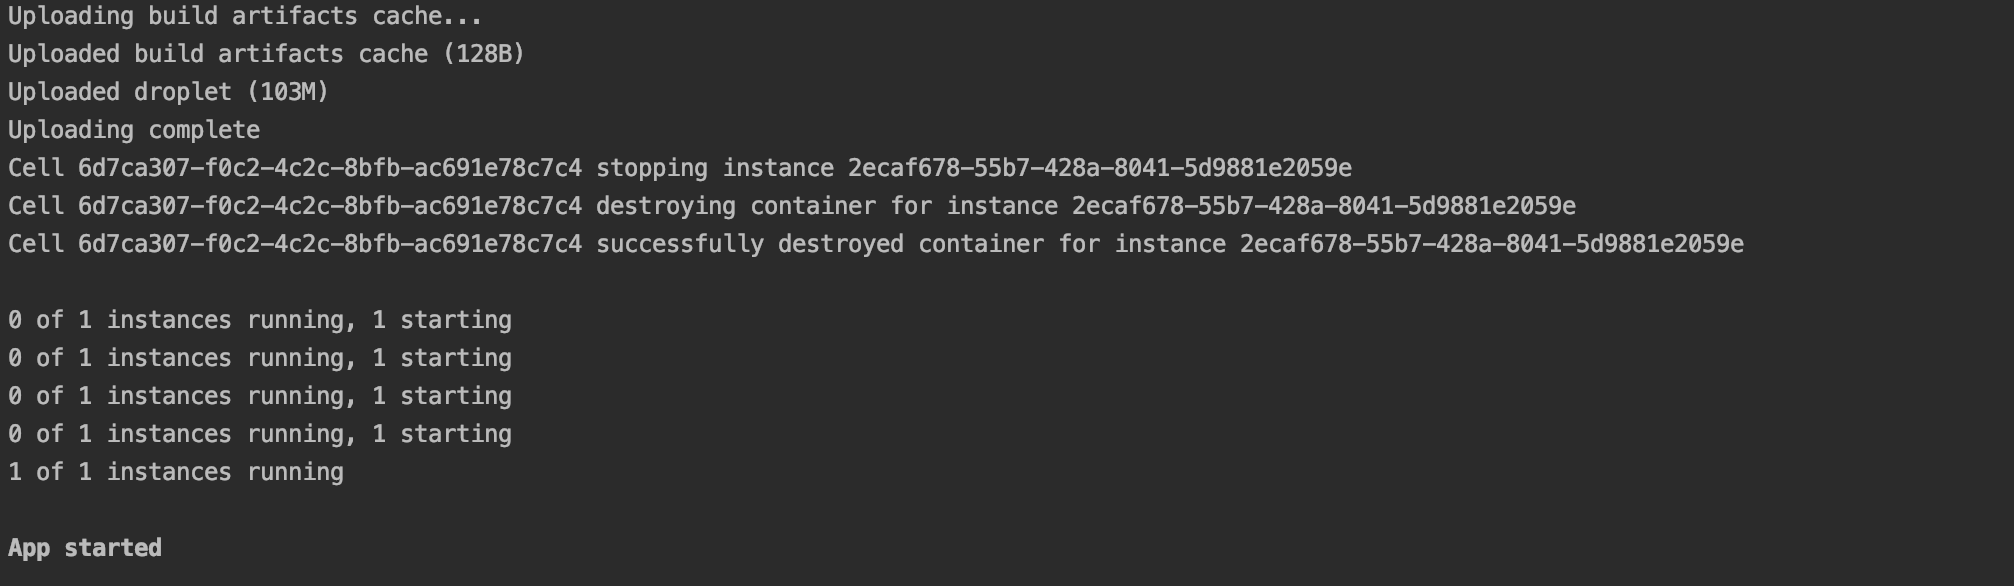 Uploading build artifacts cache...
Uploaded build artifacts cache (128B)
Uploaded droplet (103M)
Uploading complete
Cell 6d7ca307-f0c2-4c2c-8bfb-ac691e78c7c4 stopping instance 2ecaf678-55b7-428a-8041-5d9881e2059e
Cell 6d7ca307-f0c2-4c2c-8bfb-ac691e78c7c4 destroying container for instance 2ecaf678-55b7-428a-8041-5d9881e2059e
Cell 6d7ca307-f0c2-4c2c-8bfb-ac691e78c7c4 successfully destroyed container for instance 2ecaf678-55b7-428a-8041-5d9881e2059e
0 of 1 instances running, 1 starting
0 of 1 instances running, 1 starting
0 of 1 instances running, 1 starting
0 of 1 instances running, 1 starting
1 of 1 instances running
App started